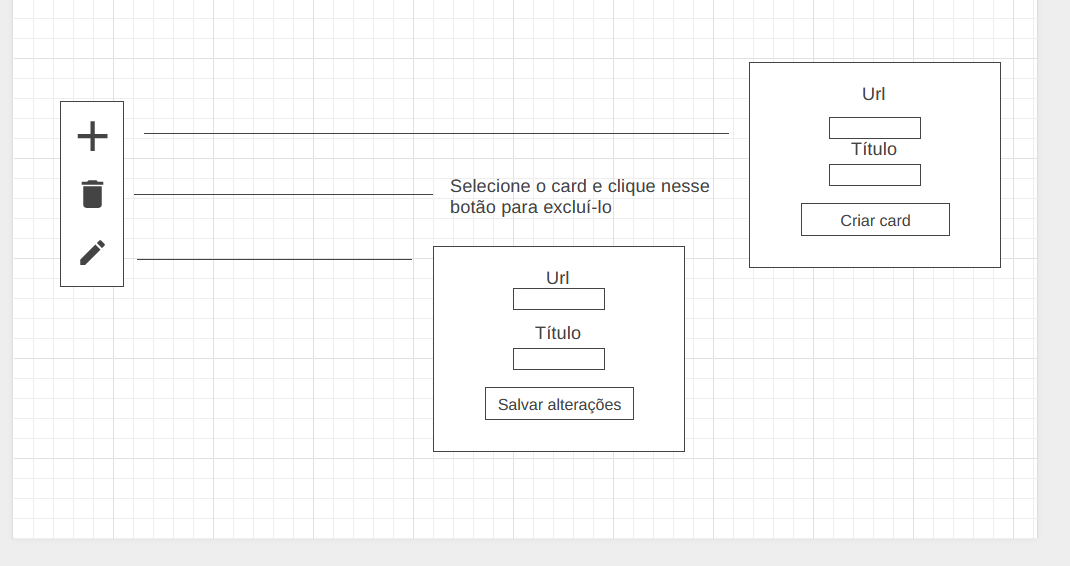 Url
Título
Criar card
Selecione o card e clique nesse
botão para excluí-lo
Url
Título
Salvar alterações